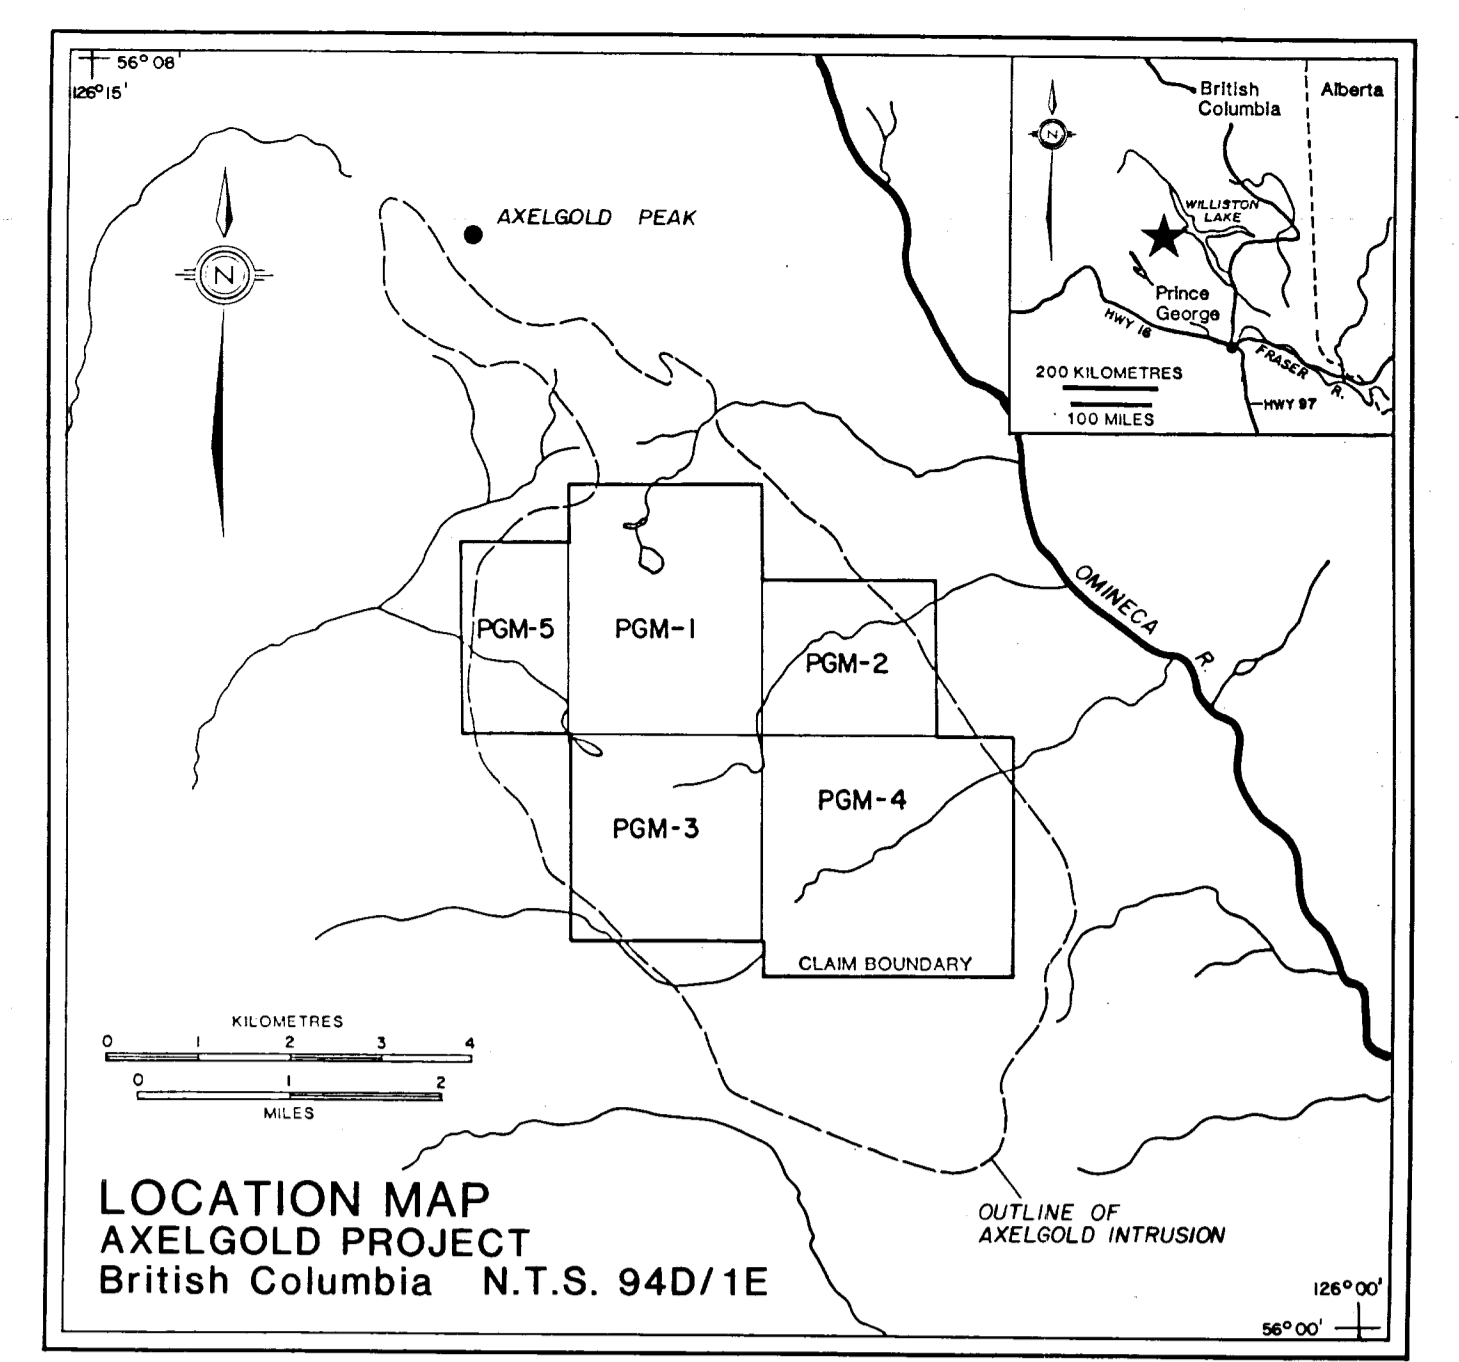 56° 08'
126° 15'
N
AXELGOLD PEAK
British
Columbia
Alberta
N
WILLISTON
LAKE
Prince
George
HWY 16
FRASER R.
HWY 97
200 KILOMETRES
100 MILES
OMINECA R.
PGM-5
PGM-1
PGM-2
PGM-4
PGM-3
CLAIM BOUNDARY
KILOMETRES
0 1 2 3 4
0 1 2
MILES
LOCATION MAP
AXELGOLD PROJECT
British Columbia N.T.S. 94D/1E
OUTLINE OF
AXELGOLD INTRUSION
126° 00'
56° 00'